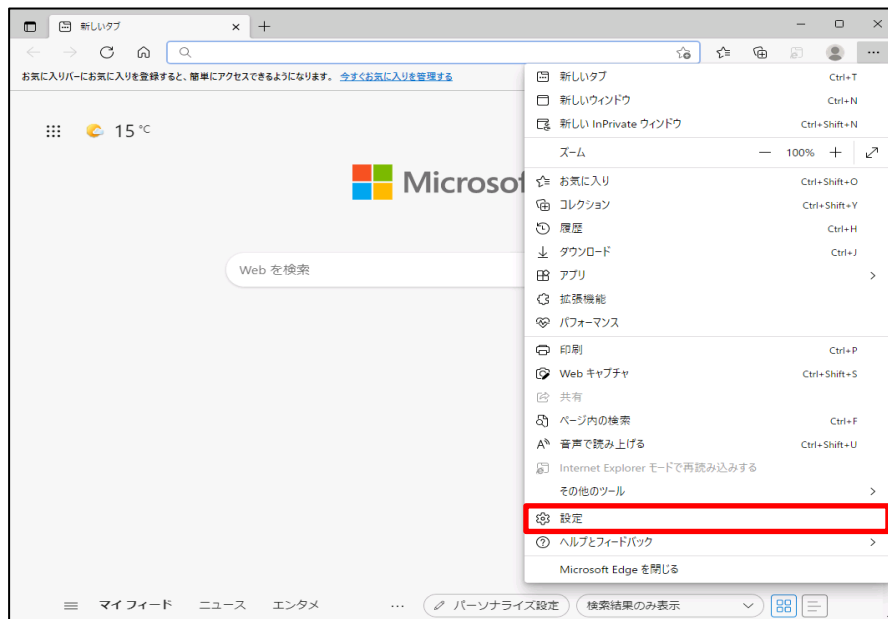 新しいタブ
お気に入りバーにお気に入りを登録すると、簡単にアクセスできるようになります。 今すぐお気に入りを管理する
15 °C
Microsof
Web を検索
新しいタブ Ctrl+T
新しいウィンドウ Ctrl+N
新しい InPrivate ウィンドウ Ctrl+Shift+N
ズーム — 100% +
お気に入り Ctrl+Shift+O
コレクション Ctrl+Shift+Y
履歴 Ctrl+H
ダウンロード Ctrl+J
アプリ
拡張機能
パフォーマンス
印刷 Ctrl+P
Web キャプチャ Ctrl+Shift+S
共有
ページ内の検索 Ctrl+F
音声で読み上げる Ctrl+Shift+U
Internet Explorer モードで再読み込みする
その他のツール
設定
ヘルプとフィードバック
Microsoft Edge を閉じる
マイ フィード ニュース エンタメ ... パーソナライズ設定 検索結果のみ表示